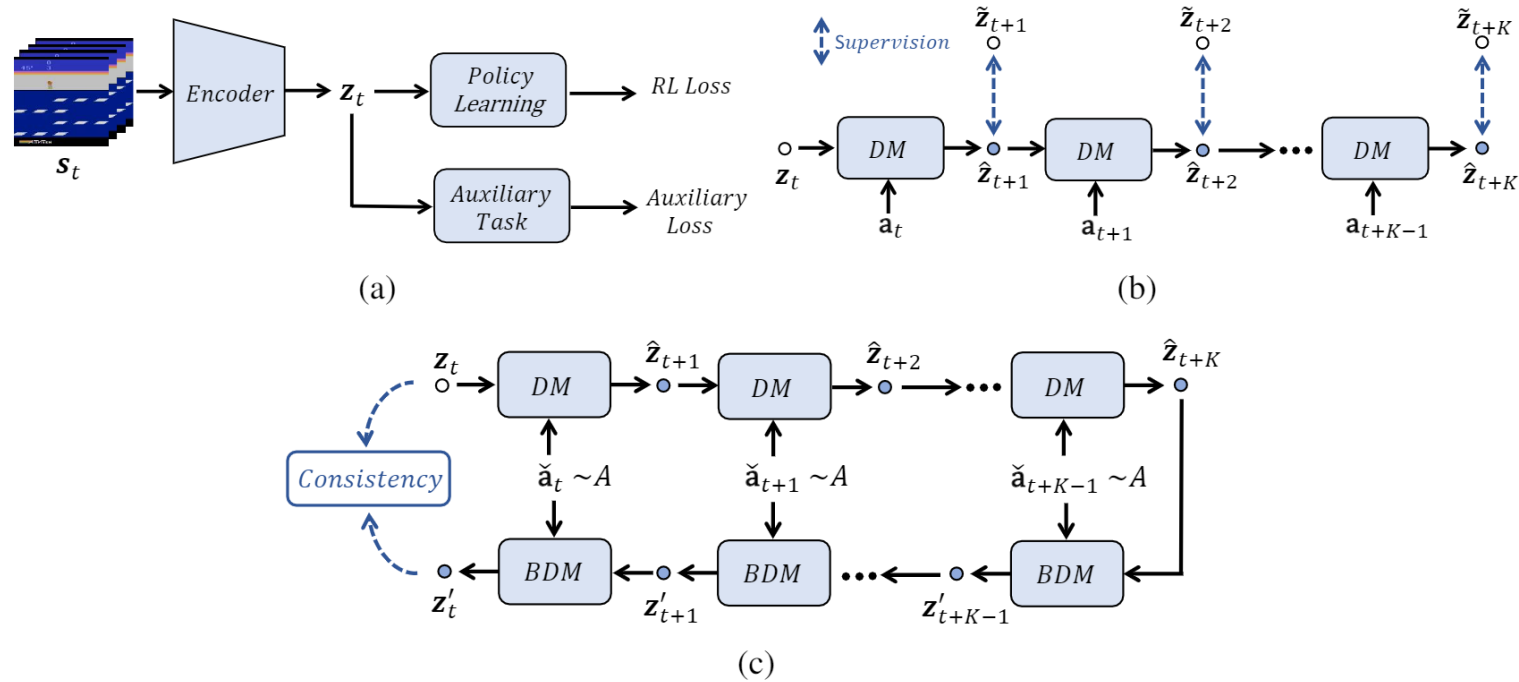 s_t
Encoder
z_t
Policy
Learning
RL Loss
Auxiliary
Task
Auxiliary
Loss
(a)
Supervision
z̃_{t+1}
z̃_{t+2}
z̃_{t+K}
z_t
DM
ẑ_{t+1}
DM
ẑ_{t+2}
•••
DM
ẑ_{t+K}
a_t
a_{t+1}
a_{t+K−1}
(b)
z_t
DM
ẑ_{t+1}
DM
ẑ_{t+2}
•••
DM
ẑ_{t+K}
Consistency
ǎ_t ~A
ǎ_{t+1} ~A
ǎ_{t+K−1} ~A
z′_t
BDM
z′_{t+1}
BDM
•••
z′_{t+K−1}
BDM
(c)